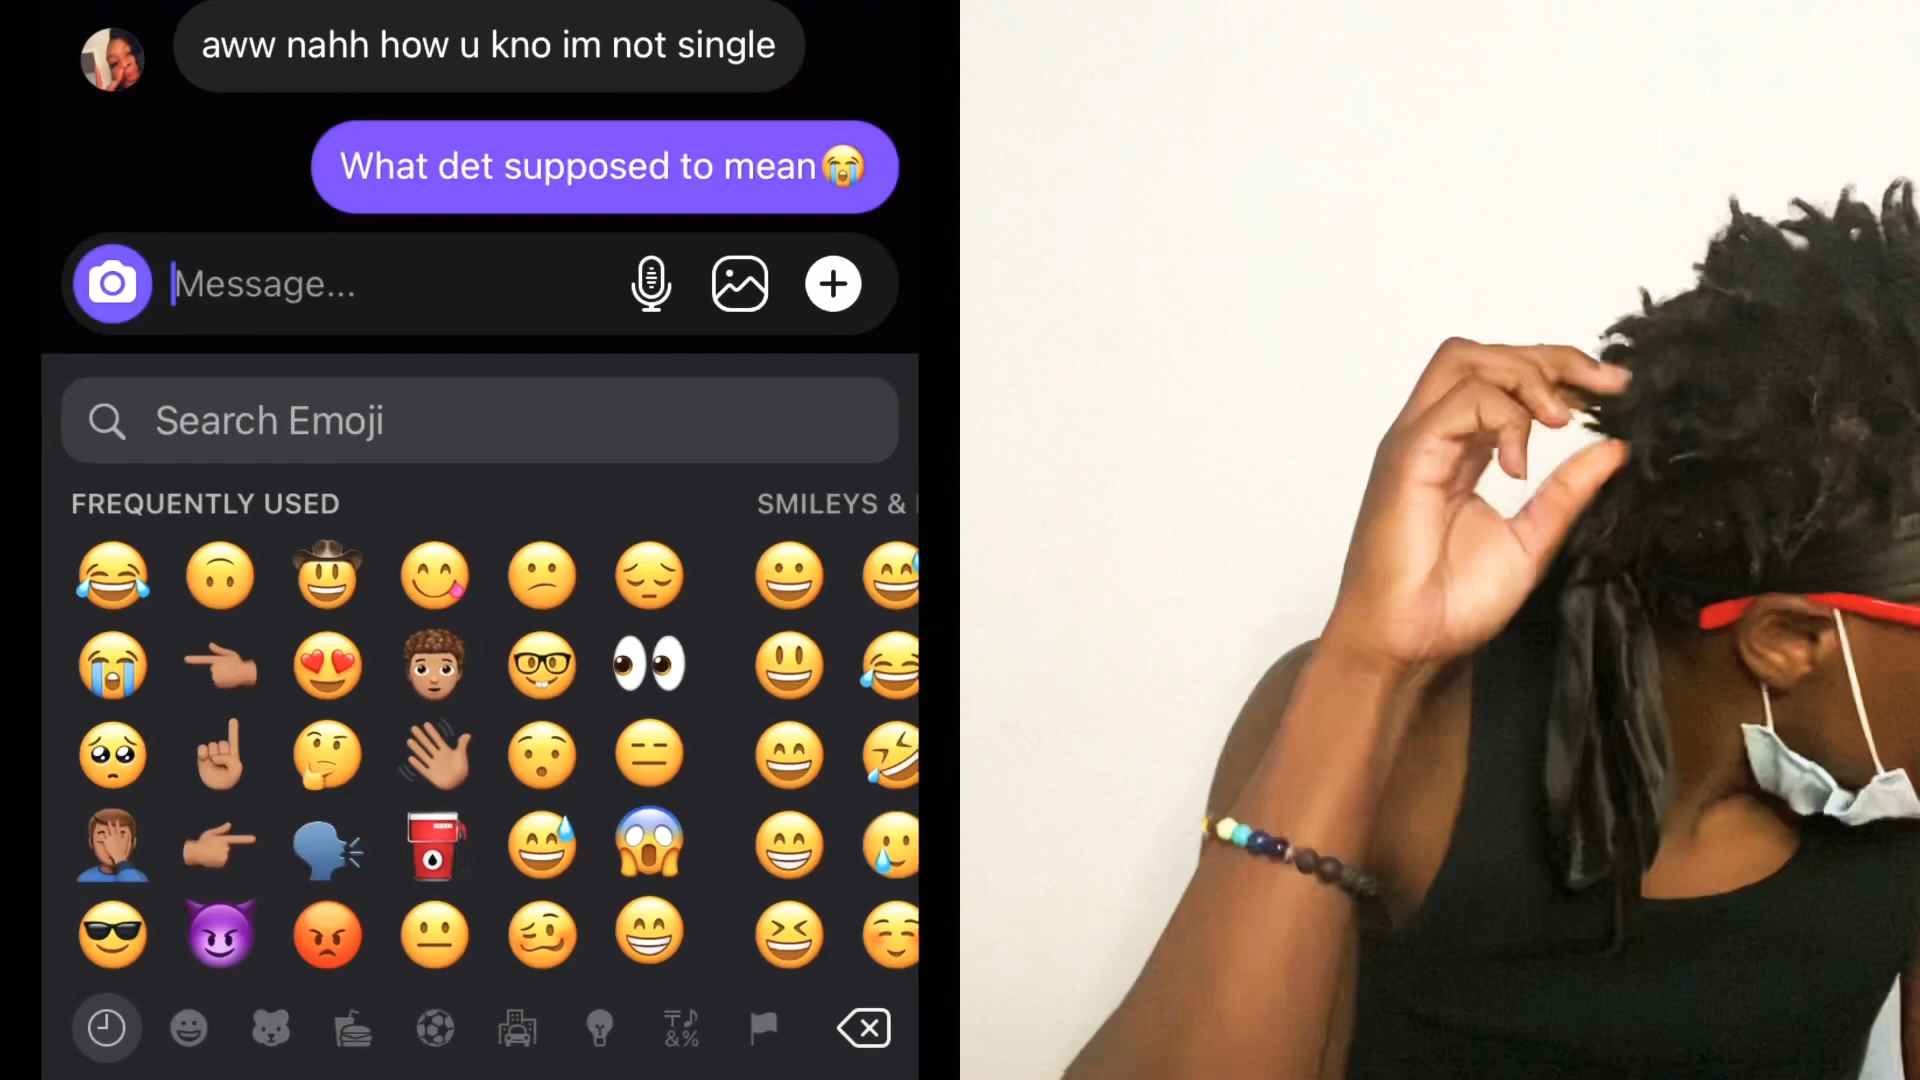 aww nahh how u kno im not single
What det supposed to mean😭
Message...
Search Emoji
FREQUENTLY USED
SMILEYS &